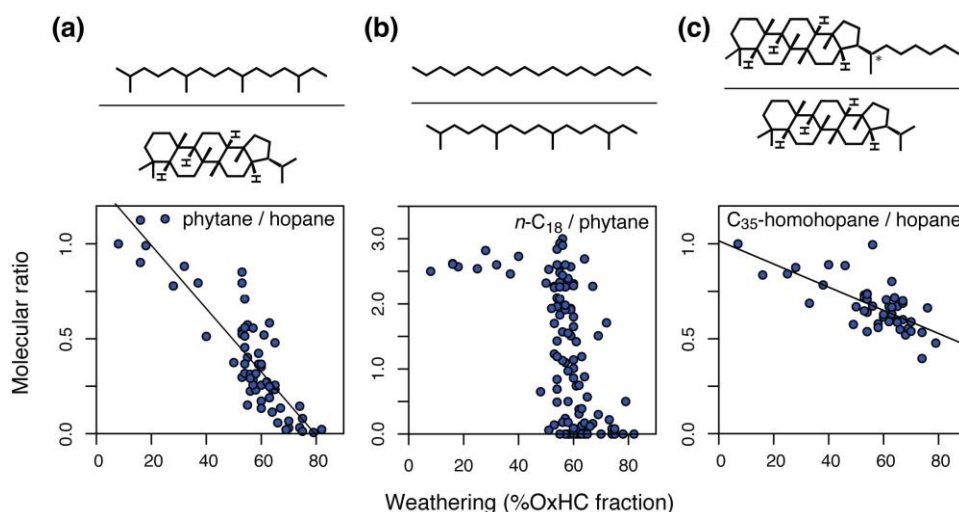 (a)
(b)
(c)
H
H
H
H
H
H
H
H
*
H
H
H
H
phytane / hopane
n-C18 / phytane
C35-homohopane / hopane
Molecular ratio
1.0
0.5
0.0
3.0
2.0
1.0
0.0
1.0
0.5
0.0
0 20 40 60 80
0 20 40 60 80
0 20 40 60 80
Weathering (%OxHC fraction)